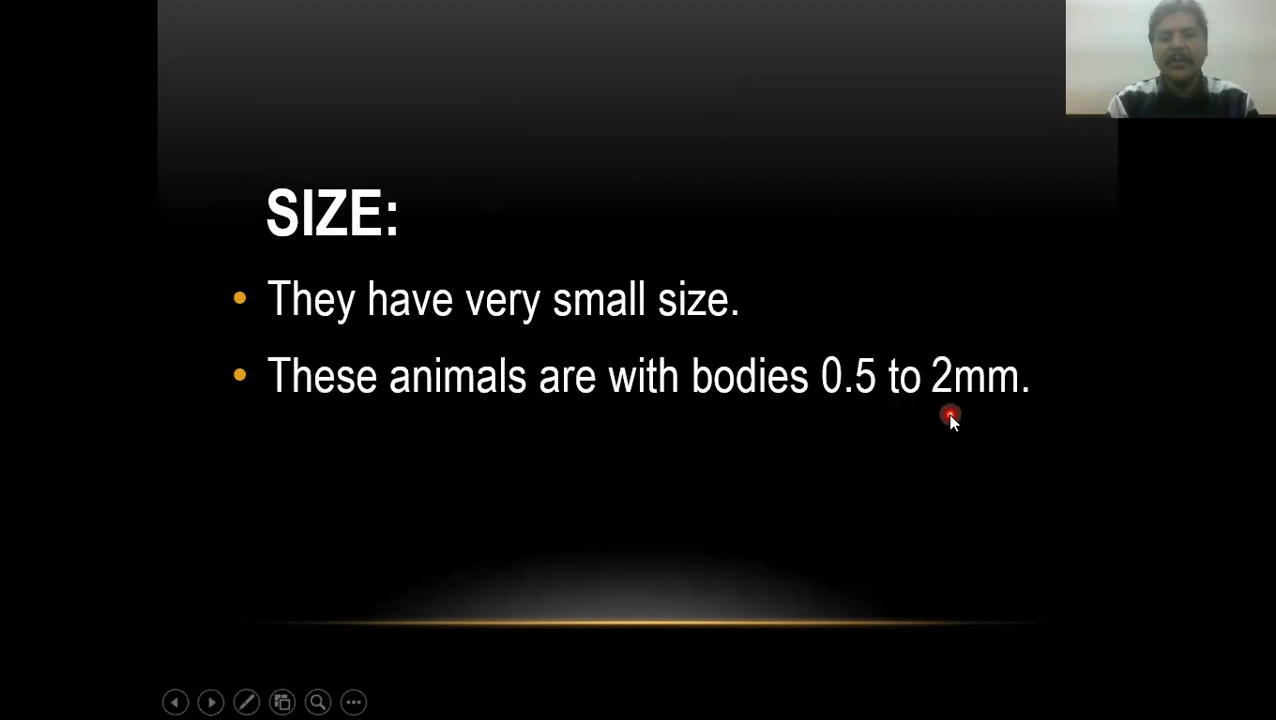 SIZE:
• They have very small size.
• These animals are with bodies 0.5 to 2mm.